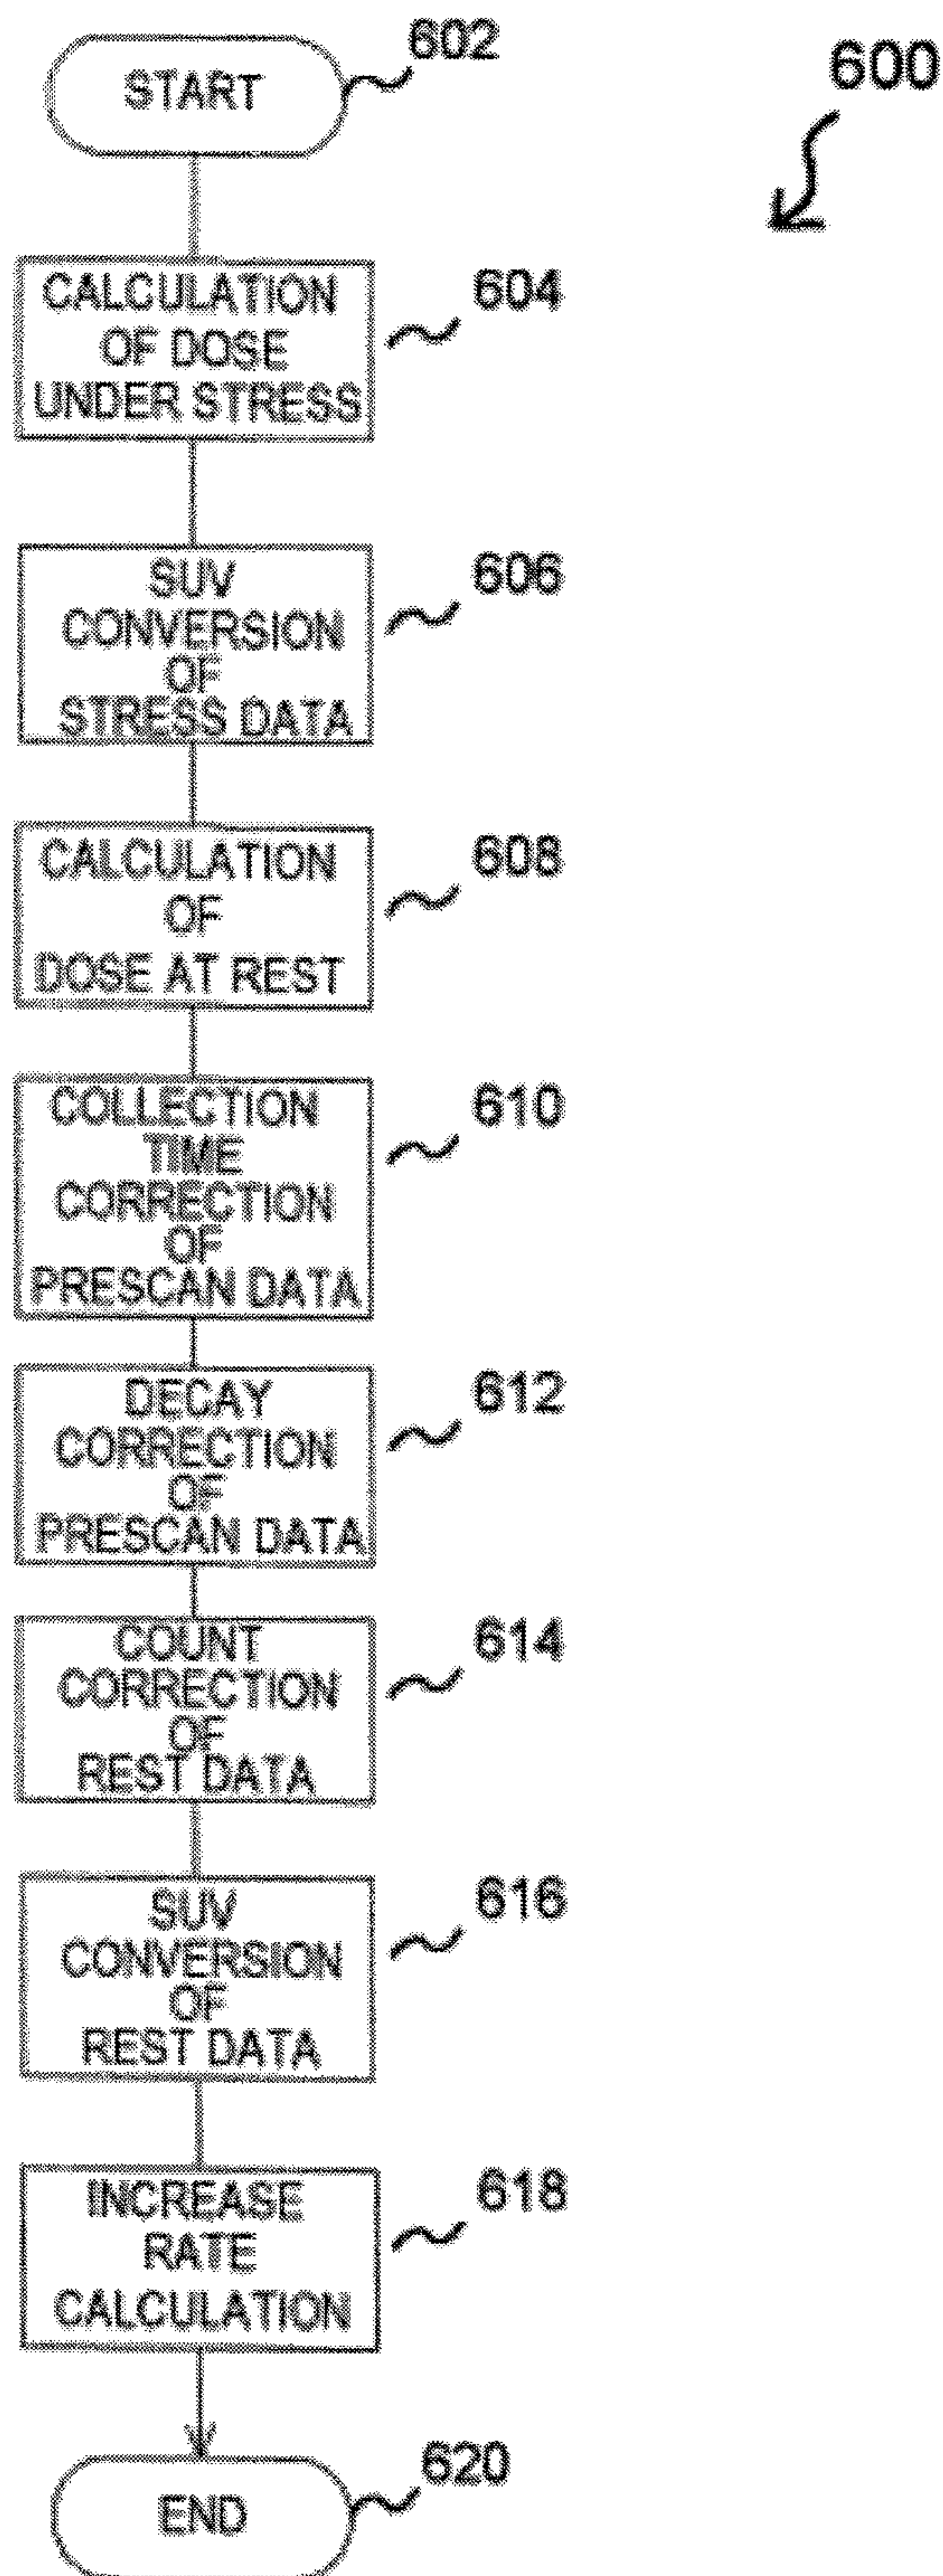 START
602
600
CALCULATION
OF DOSE
UNDER STRESS
604
SUV
CONVERSION
OF
STRESS DATA
606
CALCULATION
OF
DOSE AT REST
608
COLLECTION
TIME
CORRECTION
OF
PRESCAN DATA
610
DECAY
CORRECTION
OF
PRESCAN DATA
612
COUNT
CORRECTION
OF
REST DATA
614
SUV
CONVERSION
OF
REST DATA
616
INCREASE
RATE
CALCULATION
618
END
620